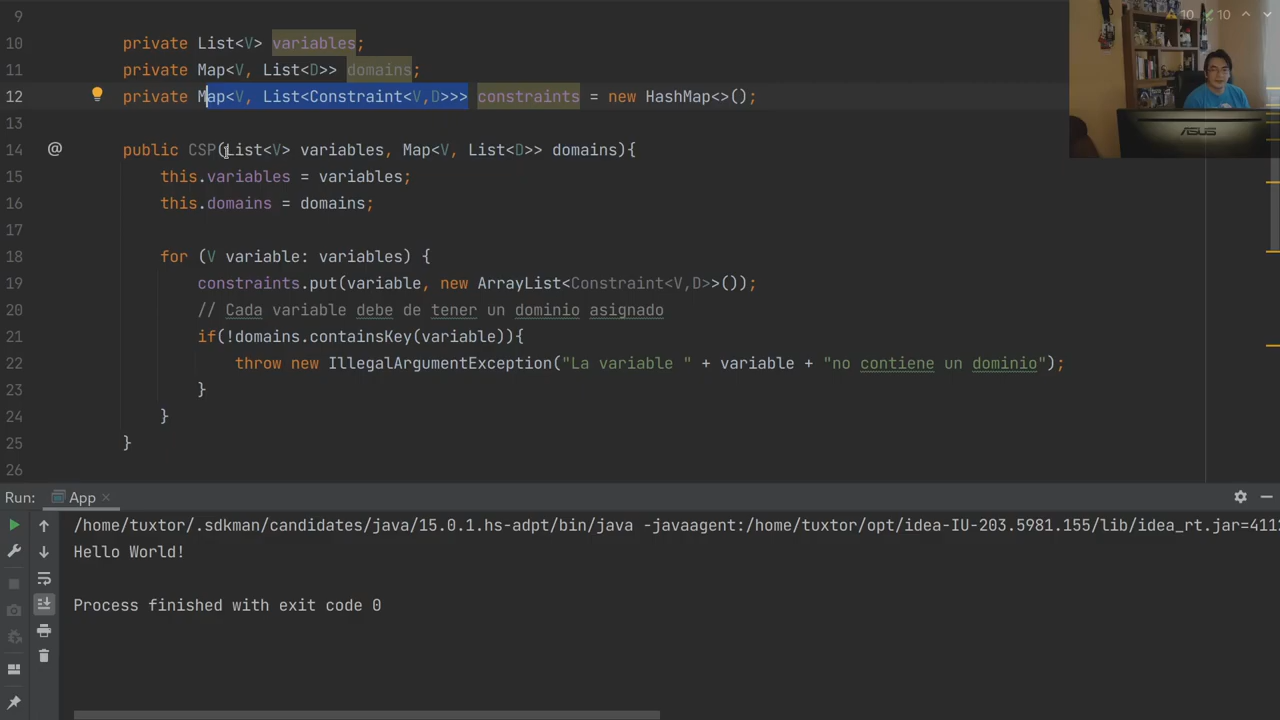 10 10
9
10 private List<V> variables;
11 private Map<V, List<D>> domains;
12 private Map<V, List<Constraint<V,D>>> constraints = new HashMap<>();
13
14 @ public CSP(List<V> variables, Map<V, List<D>> domains){
15 this.variables = variables;
16 this.domains = domains;
17
18 for (V variable: variables) {
19 constraints.put(variable, new ArrayList<Constraint<V,D>>());
20 // Cada variable debe de tener un dominio asignado
21 if(!domains.containsKey(variable)){
22 throw new IllegalArgumentException("La variable " + variable + "no contiene un dominio");
23 }
24 }
25 }
26
Run: App
/home/tuxtor/.sdkman/candidates/java/15.0.1.hs-adpt/bin/java -javaagent:/home/tuxtor/opt/idea-IU-203.5981.155/lib/idea_rt.jar=4112
Hello World!
Process finished with exit code 0
ASUS